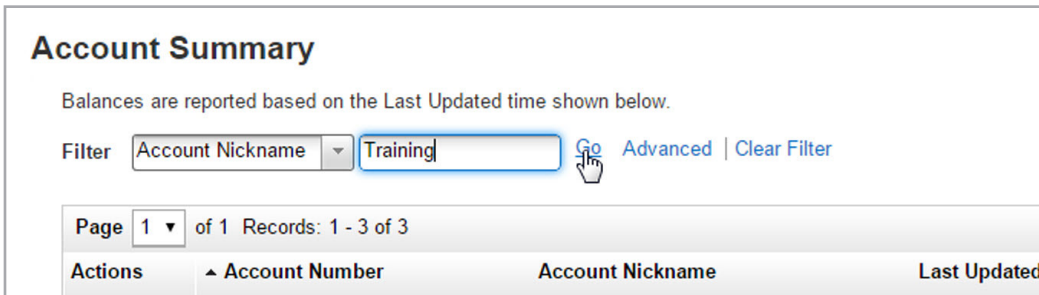 Account Summary
Balances are reported based on the Last Updated time shown below.
Filter Account Nickname Training Go Advanced | Clear Filter
Page 1 of 1 Records: 1 - 3 of 3
Actions Account Number Account Nickname Last Updated